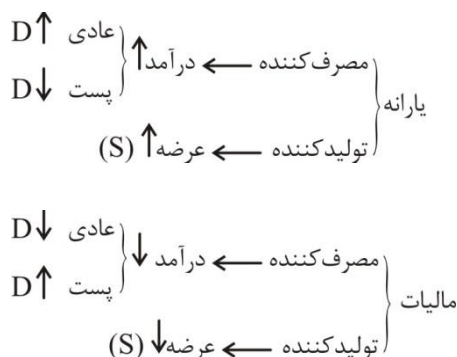 مصرف‌کننده ← درآمد ↑ } عادی D↑
پست D↓
یارانه {
تولیدکننده ← عرضه ↑ (S)
مصرف‌کننده ← درآمد ↓ } عادی D↓
پست D↑
مالیات {
تولیدکننده ← عرضه ↓ (S)